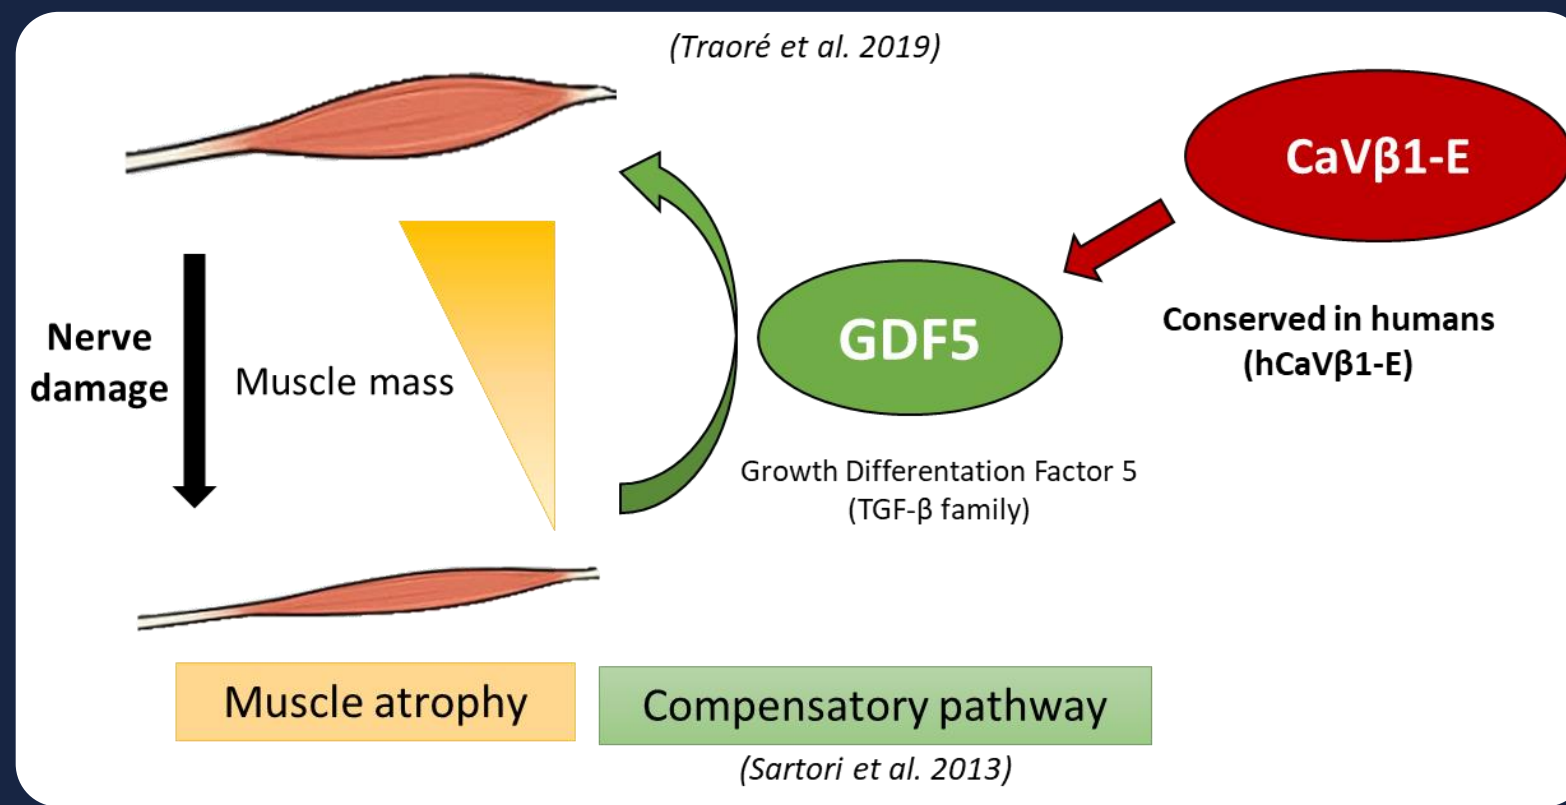 (Traoré et al. 2019)
CaVβ1-E
Nerve
damage
Muscle mass
GDF5
Conserved in humans
(hCaVβ1-E)
Growth Differentation Factor 5
(TGF-β family)
Muscle atrophy
Compensatory pathway
(Sartori et al. 2013)